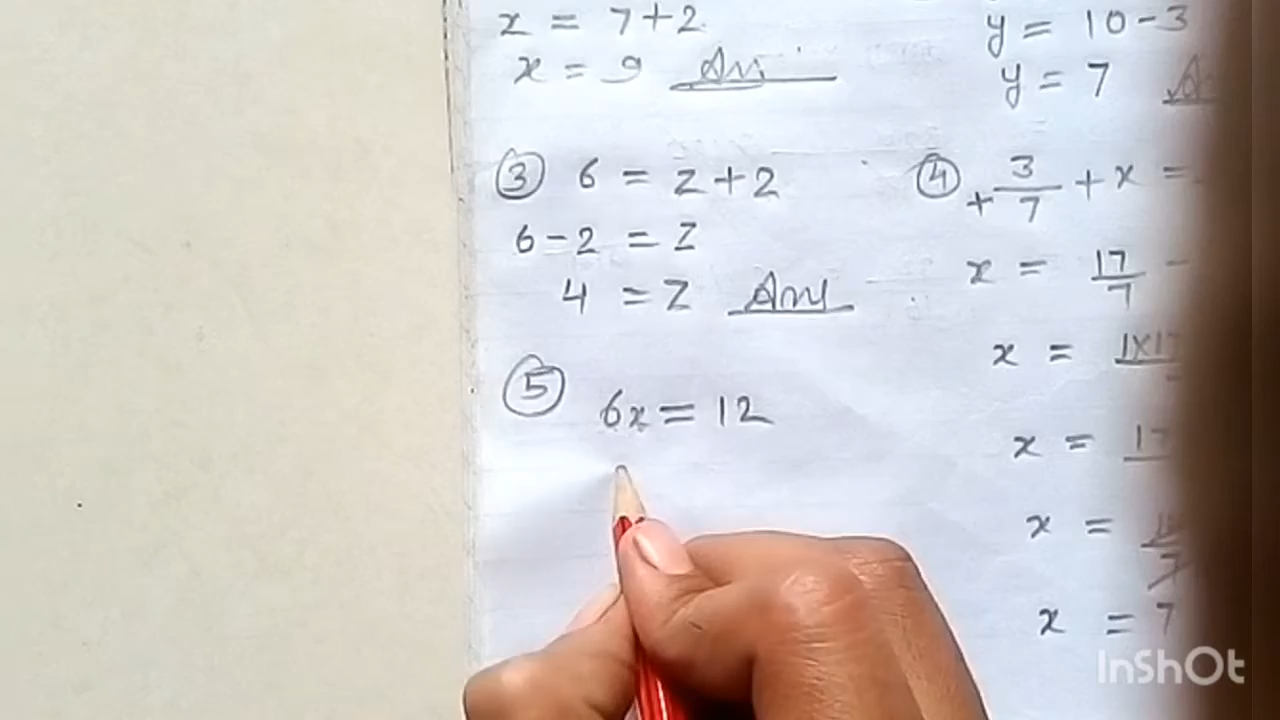 x = 7+2
x = 9 Ans
y = 10-3
y = 7
③ 6 = z+2
6-2 = z
4 = z Ans
④ + 3/7 + x =
x = 17/7 -
x =
x = 17
x =
x = 7
⑤ 6x = 12
InShOt